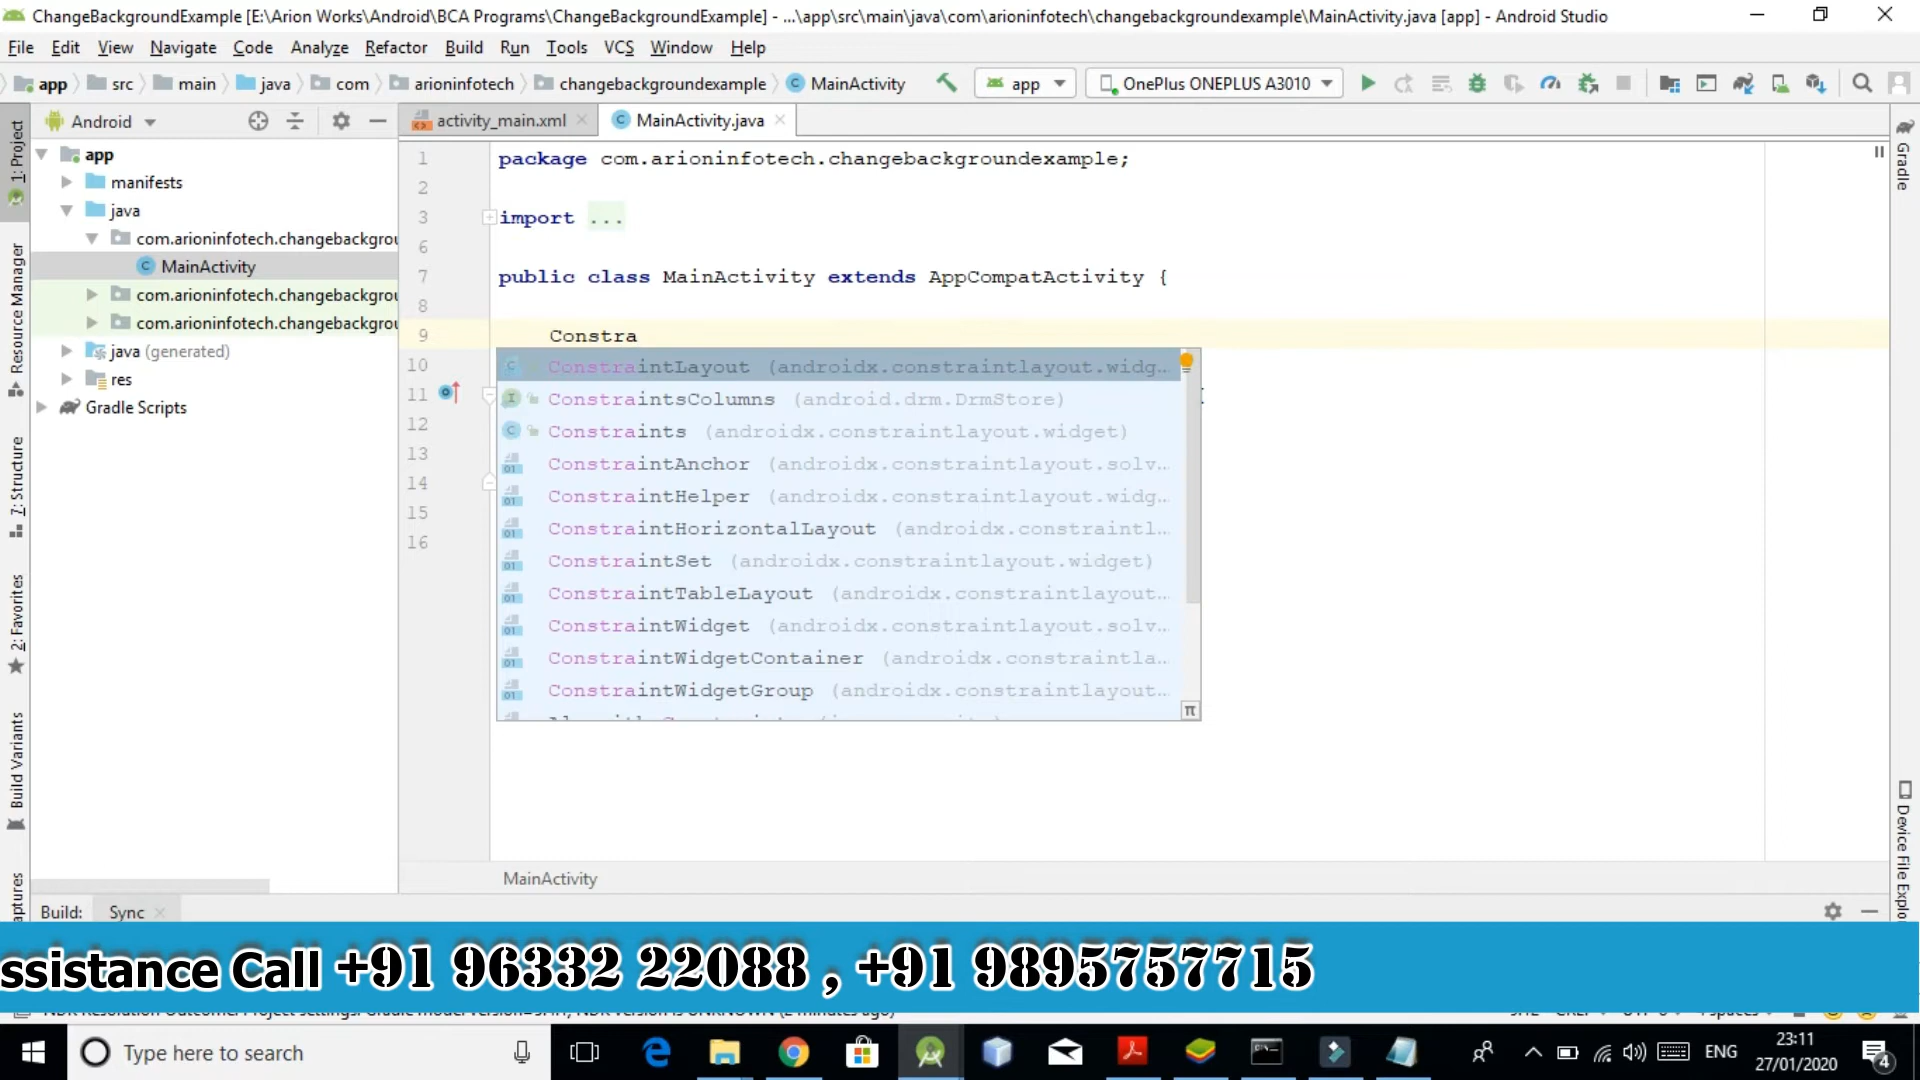 ChangeBackgroundExample [E:\Arion Works\Android\BCA Programs\ChangeBackgroundExample] - ...\app\src\main\java\com\arioninfotech\changebackgroundexample\MainActivity.java [app] - Android Studio
File Edit View Navigate Code Analyze Refactor Build Run Tools VCS Window Help
app src main java com arioninfotech changebackgroundexample MainActivity app OnePlus ONEPLUS A3010
Android activity_main.xml MainActivity.java
1: Project
Resource Manager
7: Structure
2: Favorites
Build Variants
app
manifests
java
com.arioninfotech.changebackgrou
MainActivity
com.arioninfotech.changebackgrou
com.arioninfotech.changebackgrou
java (generated)
res
Gradle Scripts
1 package com.arioninfotech.changebackgroundexample;
2
3 import ...
6
7 public class MainActivity extends AppCompatActivity {
8
9 Constra
10
11
12
13
14
15
16
ConstraintLayout (androidx.constraintlayout.widg...
ConstraintsColumns (android.drm.DrmStore)
Constraints (androidx.constraintlayout.widget)
ConstraintAnchor (androidx.constraintlayout.solv...
ConstraintHelper (androidx.constraintlayout.widg...
ConstraintHorizontalLayout (androidx.constraintl...
ConstraintSet (androidx.constraintlayout.widget)
ConstraintTableLayout (androidx.constraintlayout...
ConstraintWidget (androidx.constraintlayout.solv...
ConstraintWidgetContainer (androidx.constraintla...
ConstraintWidgetGroup (androidx.constraintlayout...
π
Gradle
Device File Explo
MainActivity
Build: Sync
ssistance Call +91 96332 22088 , +91 9895757715
Type here to search
ENG
23:11
27/01/2020
4